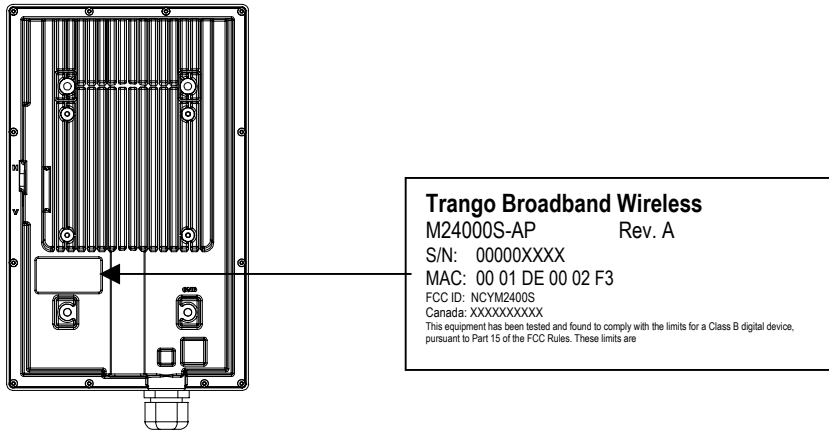 H
V
GND
Trango Broadband Wireless
M24000S-AP Rev. A
S/N: 00000XXXX
MAC: 00 01 DE 00 02 F3
FCC ID: NCYM2400S
Canada: XXXXXXXXXX
This equipment has been tested and found to comply with the limits for a Class B digital device,
pursuant to Part 15 of the FCC Rules. These limits are